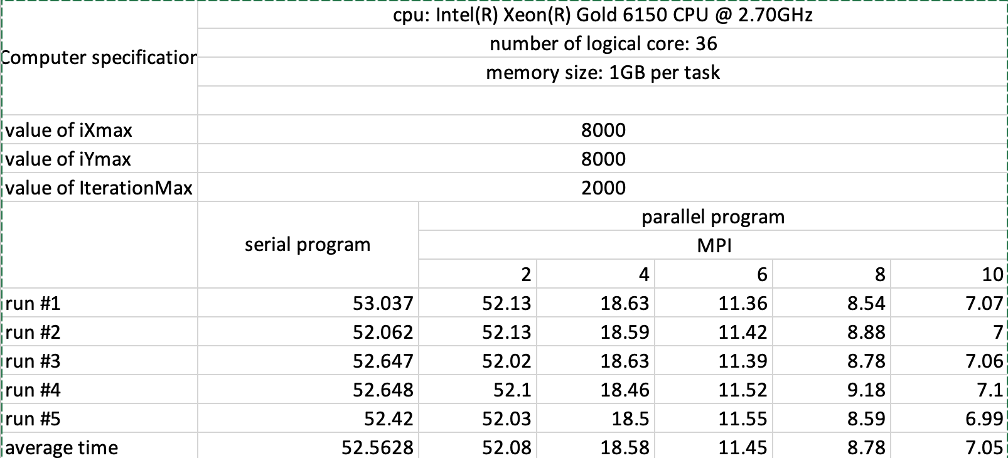 cpu: Intel(R) Xeon(R) Gold 6150 CPU @ 2.70GHz
Computer specification
number of logical core: 36
memory size: 1GB per task
value of iXmax 8000
value of iYmax 8000
value of IterationMax 2000
serial program
parallel program
MPI
2 4 6 8 10
run #1 53.037 52.13 18.63 11.36 8.54 7.07
run #2 52.062 52.13 18.59 11.42 8.88 7
run #3 52.647 52.02 18.63 11.39 8.78 7.06
run #4 52.648 52.1 18.46 11.52 9.18 7.1
run #5 52.42 52.03 18.5 11.55 8.59 6.99
average time 52.5628 52.08 18.58 11.45 8.78 7.05